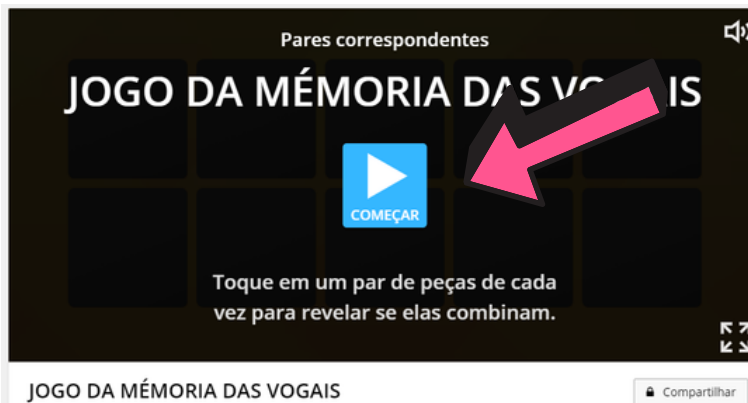 Pares correspondentes
JOGO DA MÉMORIA DAS
COMEÇAR
Toque em um par de peças de cada
vez para revelar se elas combinam.
JOGO DA MÉMORIA DAS VOGAIS
Compartilhar